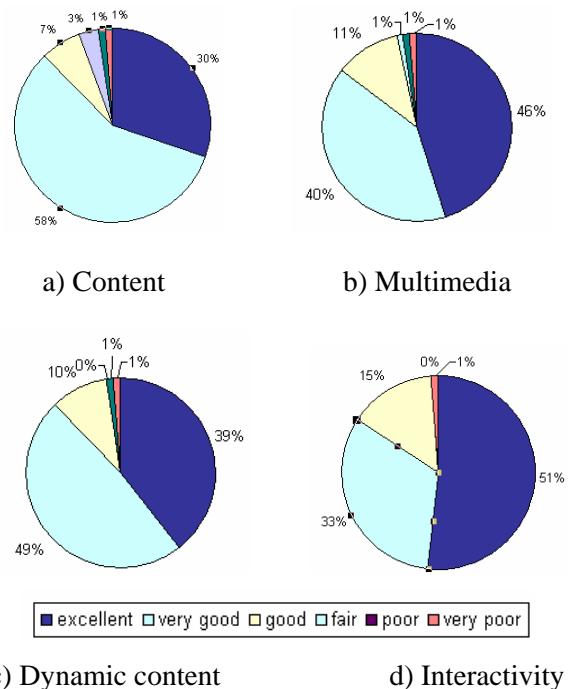 3% 1% 1%
7%
30%
58%
1% 1% 1%
11%
46%
40%
a) Content b) Multimedia
1%
10% 0% 1%
39%
49%
0% 1%
15%
51%
33%
excellent very good good fair poor very poor
) Dynamic content d) Interactivity